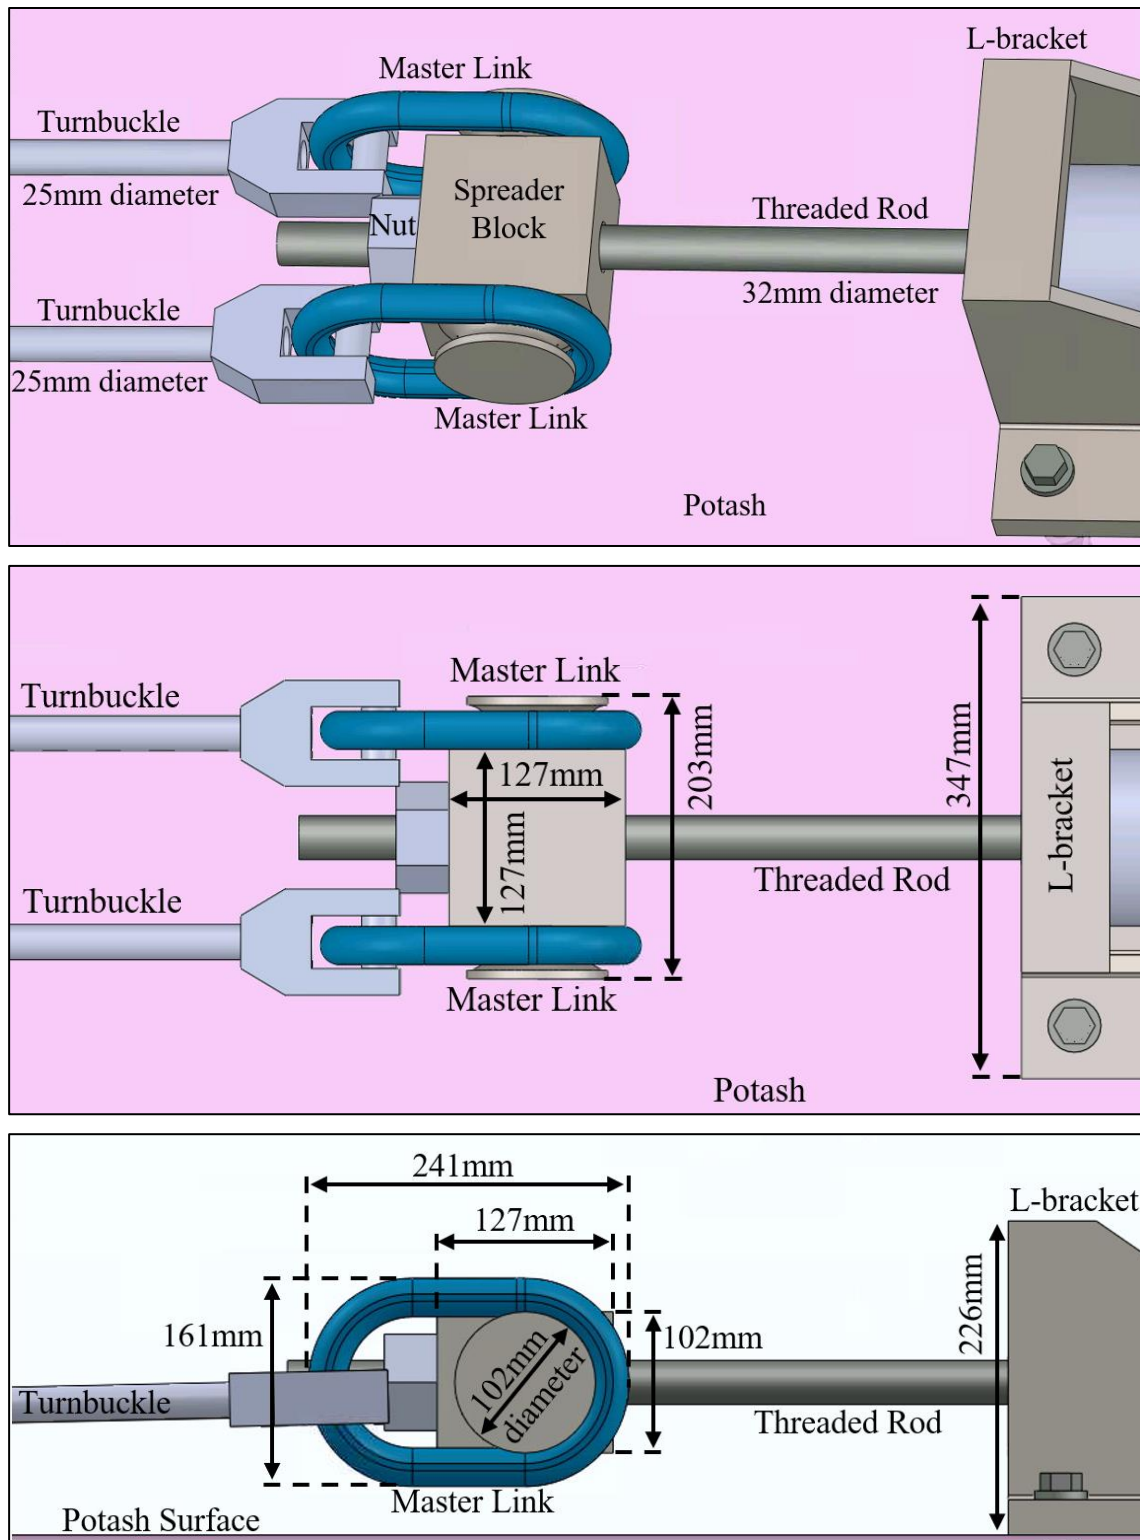 L-bracket
Master Link
Turnbuckle
25mm diameter
Nut
Spreader
Block
Threaded Rod
32mm diameter
Turnbuckle
25mm diameter
Master Link
Potash
Master Link
Turnbuckle
127mm
127mm
203mm
347mm
L-bracket
Threaded Rod
Turnbuckle
Master Link
Potash
241mm
127mm
L-bracket
161mm
102mm
diameter
102mm
226mm
Turnbuckle
Threaded Rod
Master Link
Potash Surface